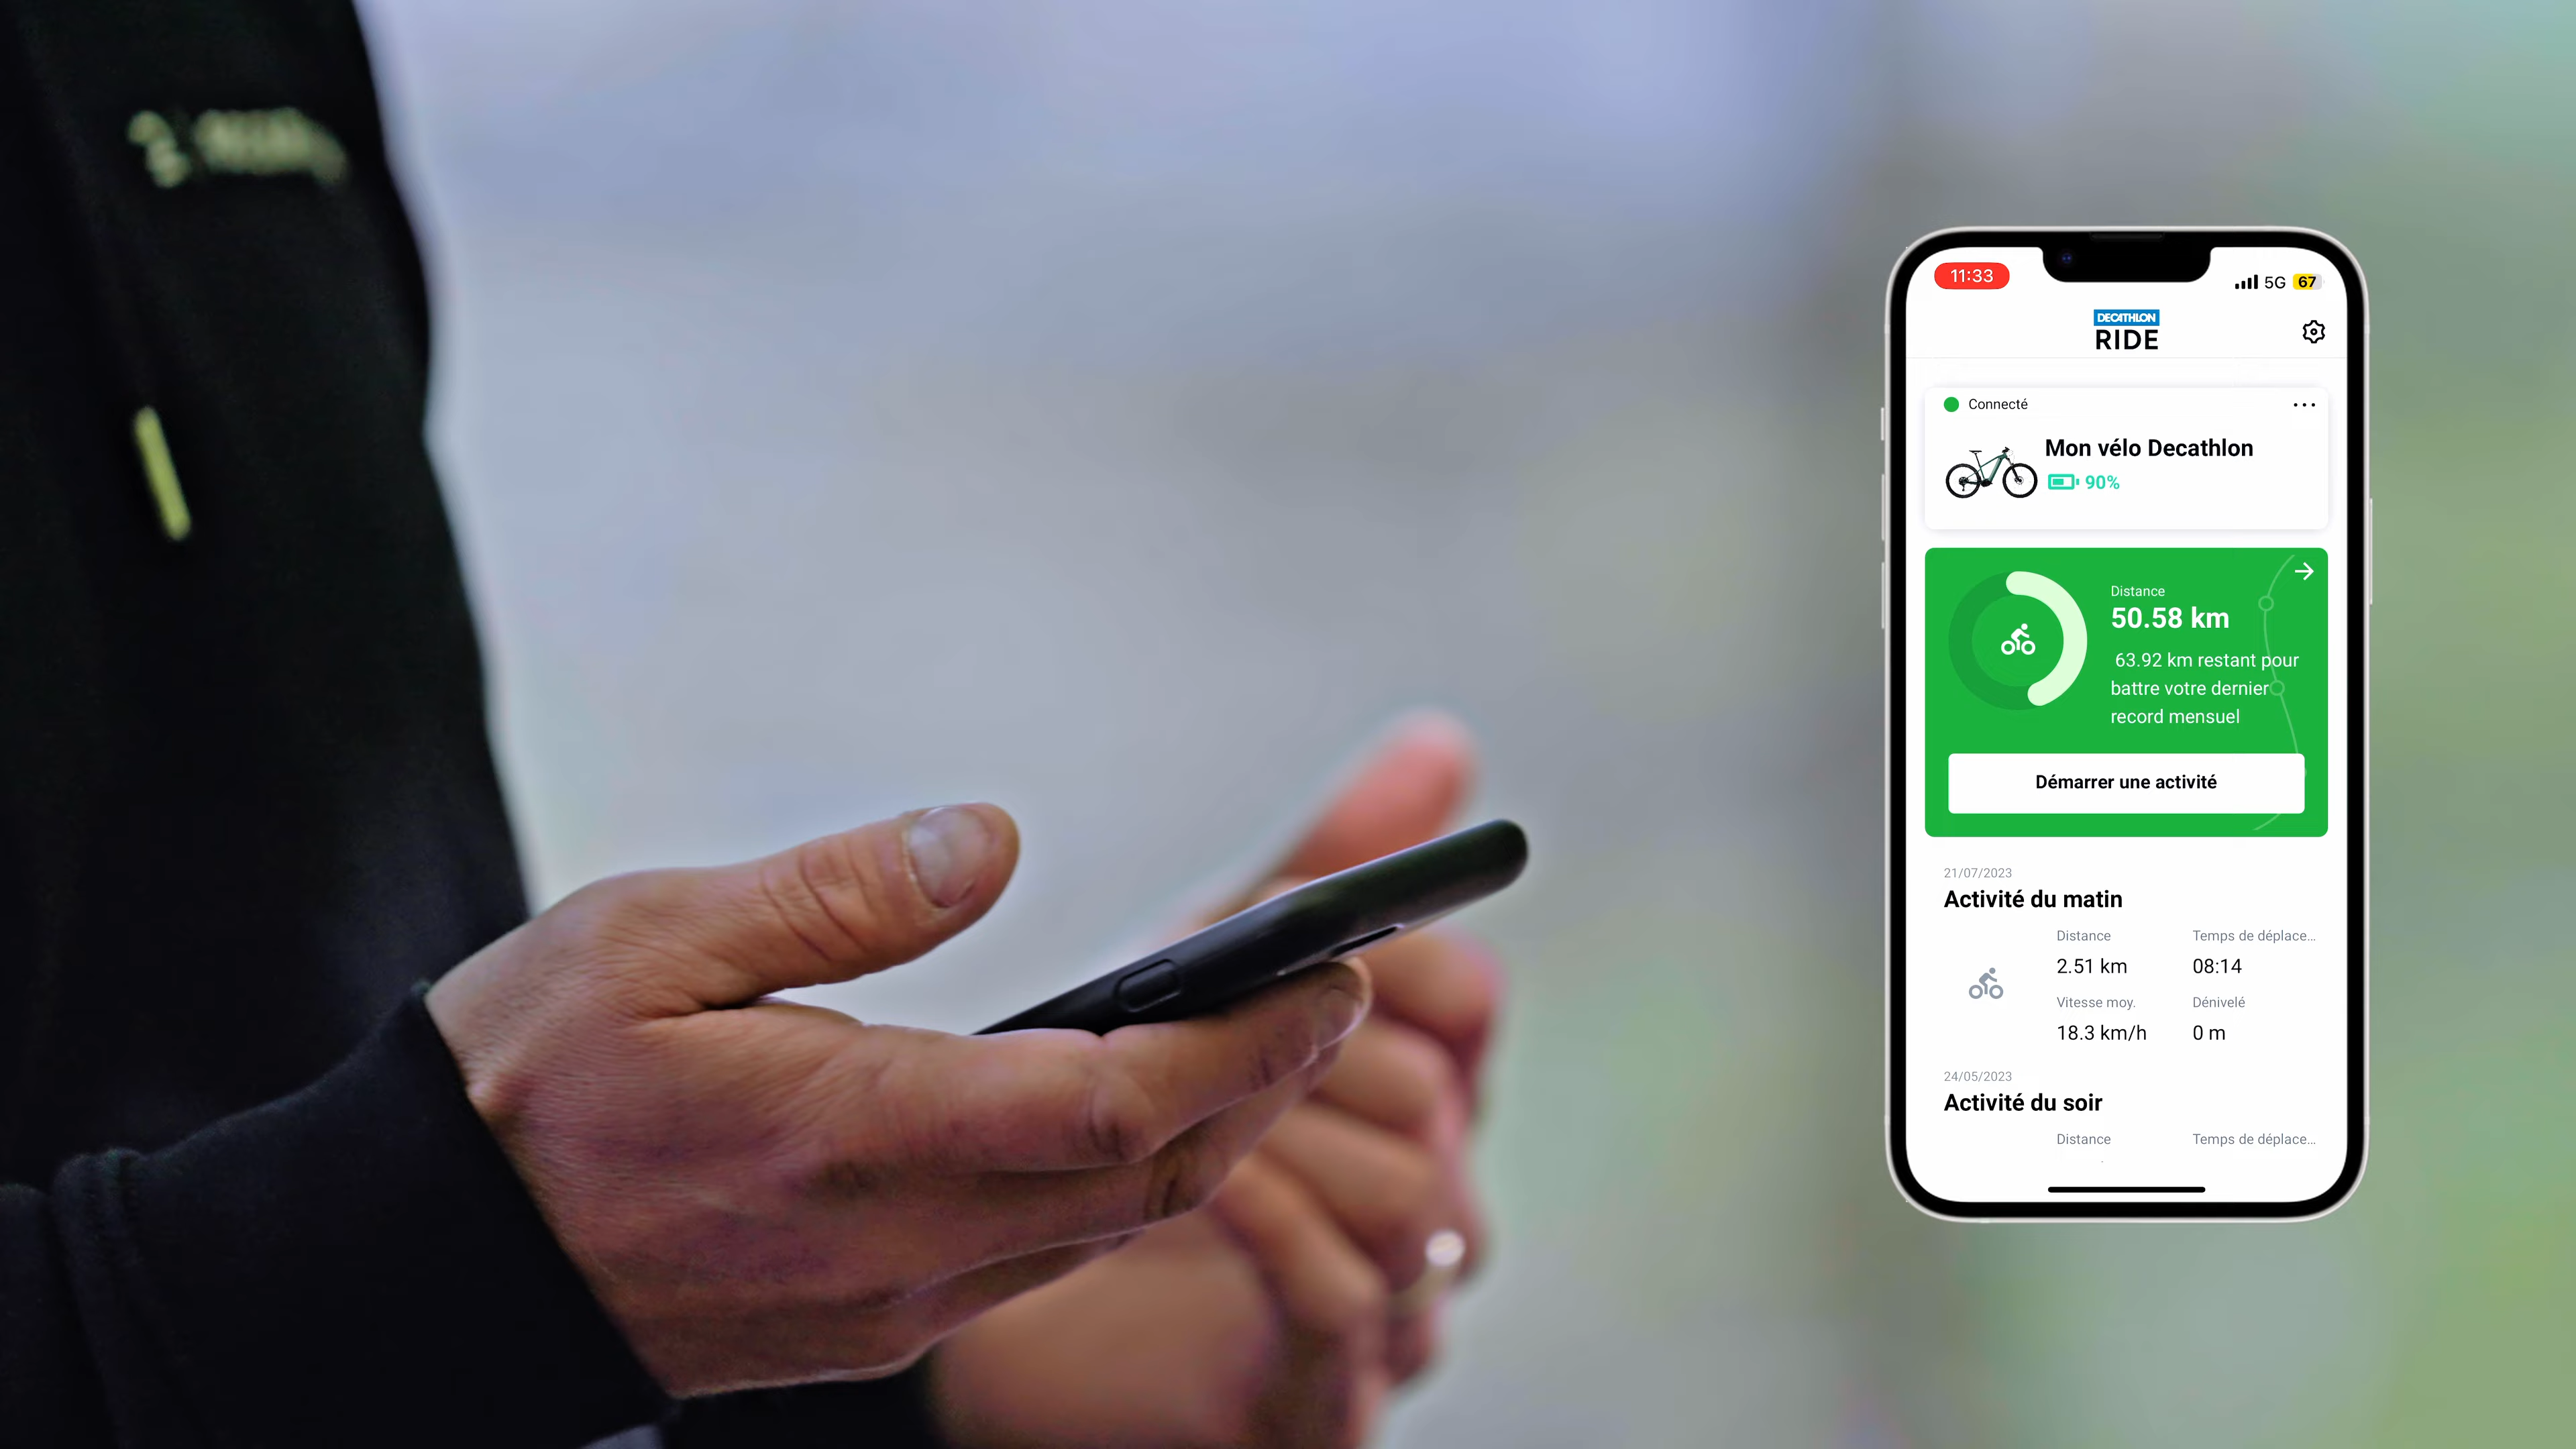 11:33
5G 67
DECATHLON
RIDE
Connecté
Mon vélo Decathlon
90%
Distance
50.58 km
63.92 km restant pour
battre votre dernier
record mensuel
Démarrer une activité
21/07/2023
Activité du matin
Distance Temps de déplace...
2.51 km 08:14
Vitesse moy. Dénivelé
18.3 km/h 0 m
24/05/2023
Activité du soir
Distance Temps de déplace...